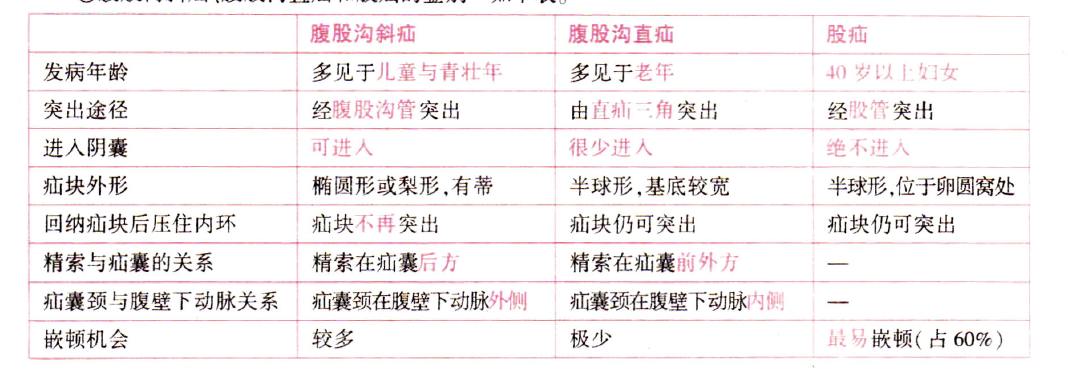 腹股沟斜疝 腹股沟直疝 股疝
发病年龄 多见于儿童与青壮年 多见于老年 40岁以上妇女
突出途径 经腹股沟管突出 由直疝三角突出 经股管突出
进入阴囊 可进入 很少进入 绝不进入
疝块外形 椭圆形或梨形,有蒂 半球形,基底较宽 半球形,位于卵圆窝处
回纳疝块后压住内环 疝块不再突出 疝块仍可突出 疝块仍可突出
精索与疝囊的关系 精索在疝囊后方 精索在疝囊前外方 —
疝囊颈与腹壁下动脉关系 疝囊颈在腹壁下动脉外侧 疝囊颈在腹壁下动脉内侧 —
嵌顿机会 较多 极少 最易嵌顿(占60%)